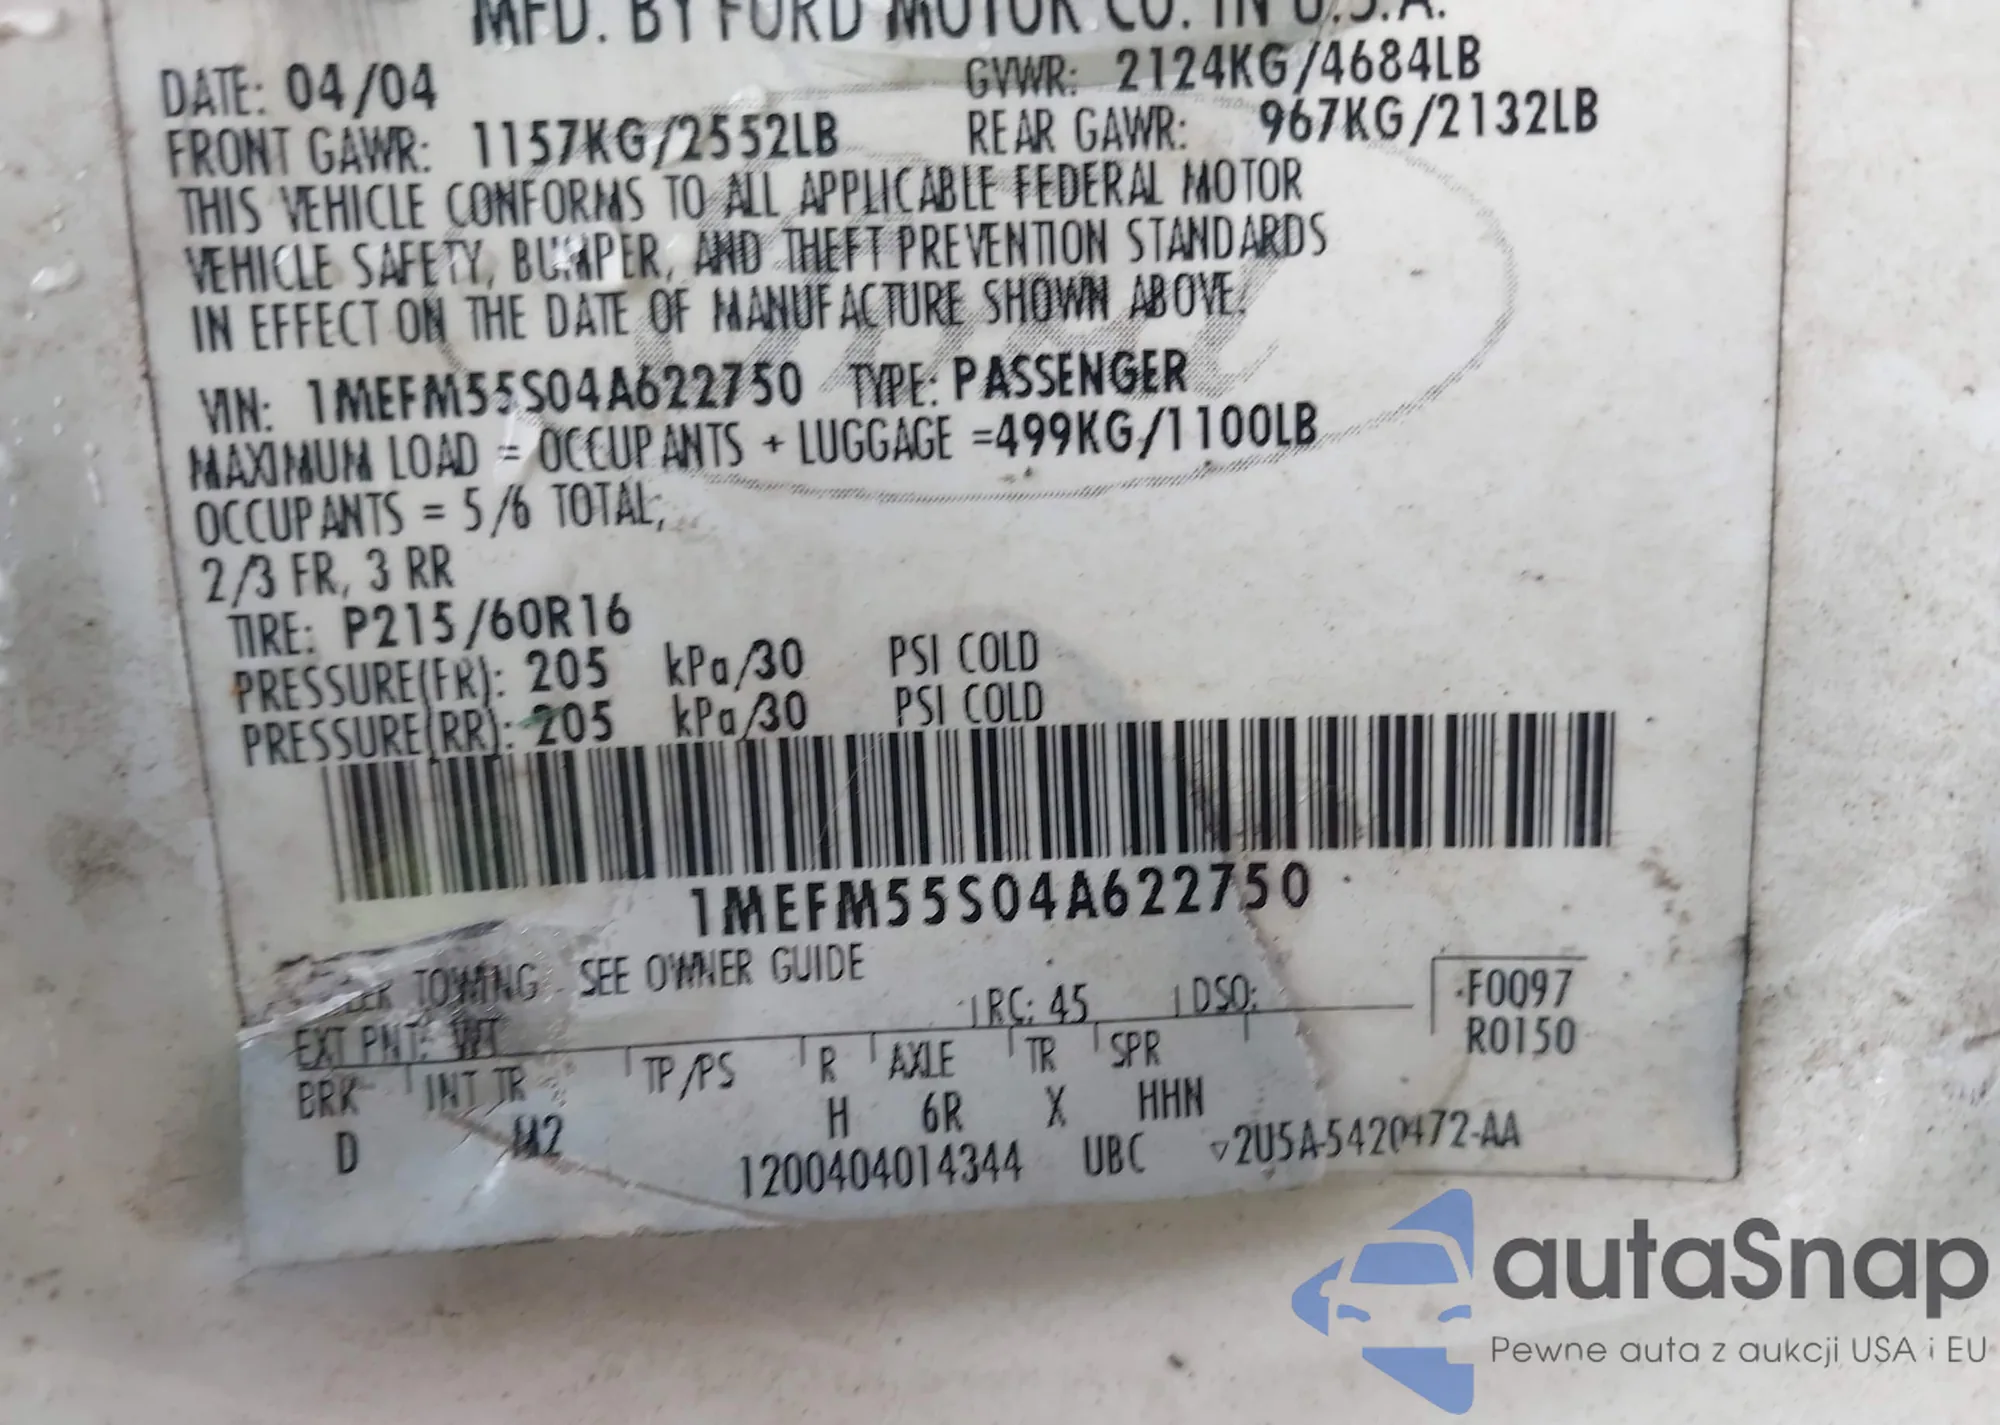 MFD. BY FORD MOTOR CO. IN U.S.A.
DATE: 04/04 GVWR: 2124KG/4684LB
FRONT GAWR: 1157KG/2552LB REAR GAWR: 967KG/2132LB
THIS VEHICLE CONFORMS TO ALL APPLICABLE FEDERAL MOTOR
VEHICLE SAFETY, BUMPER, AND THEFT PREVENTION STANDARDS
IN EFFECT ON THE DATE OF MANUFACTURE SHOWN ABOVE.
VIN: 1MEFM55S04A622750 TYPE: PASSENGER
MAXIMUM LOAD = OCCUPANTS + LUGGAGE =499KG/1100LB
OCCUPANTS = 5/6 TOTAL,
2/3 FR, 3 RR
TIRE: P215/60R16
PRESSURE(FR): 205 kPa/30 PSI COLD
PRESSURE(RR): 205 kPa/30 PSI COLD
1MEFM55S04A622750
TOWING - SEE OWNER GUIDE
F0097
EXT PNT: WT RC: 45 DSO:
R0150
BRK INT TR TP/PS R AXLE TR SPR
D M2 H 6R X HHN
1200404014344 UBC ▽2U5A-5420472-AA
autaSnap
Pewne auta z aukcji USA i EU